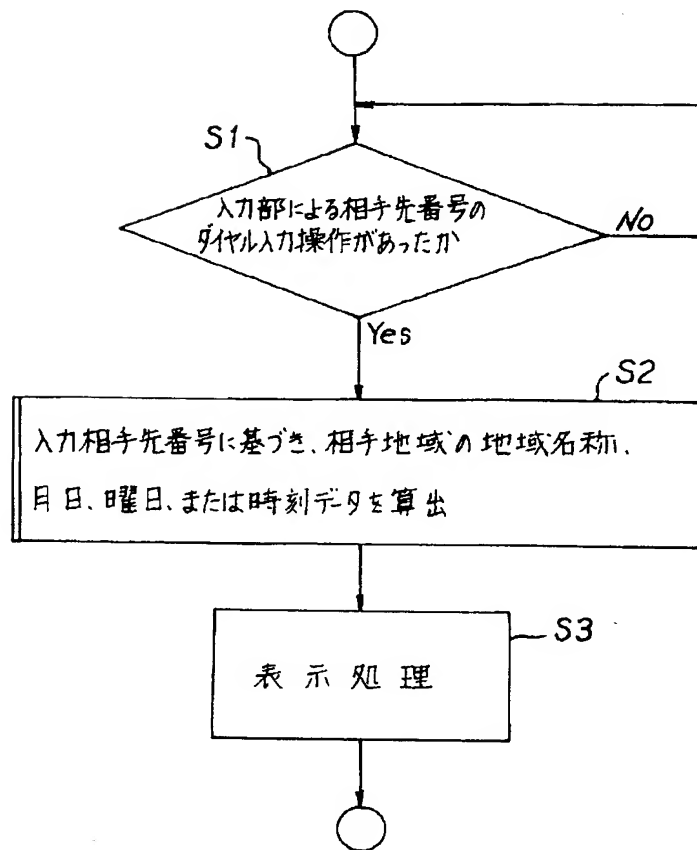 S1
入力部による相手先番号の
ダイヤル入力操作があったか
No
Yes
S2
入力相手先番号に基づき、相手地域の地域名称、
月日、曜日、または時刻データを算出
S3
表示処理